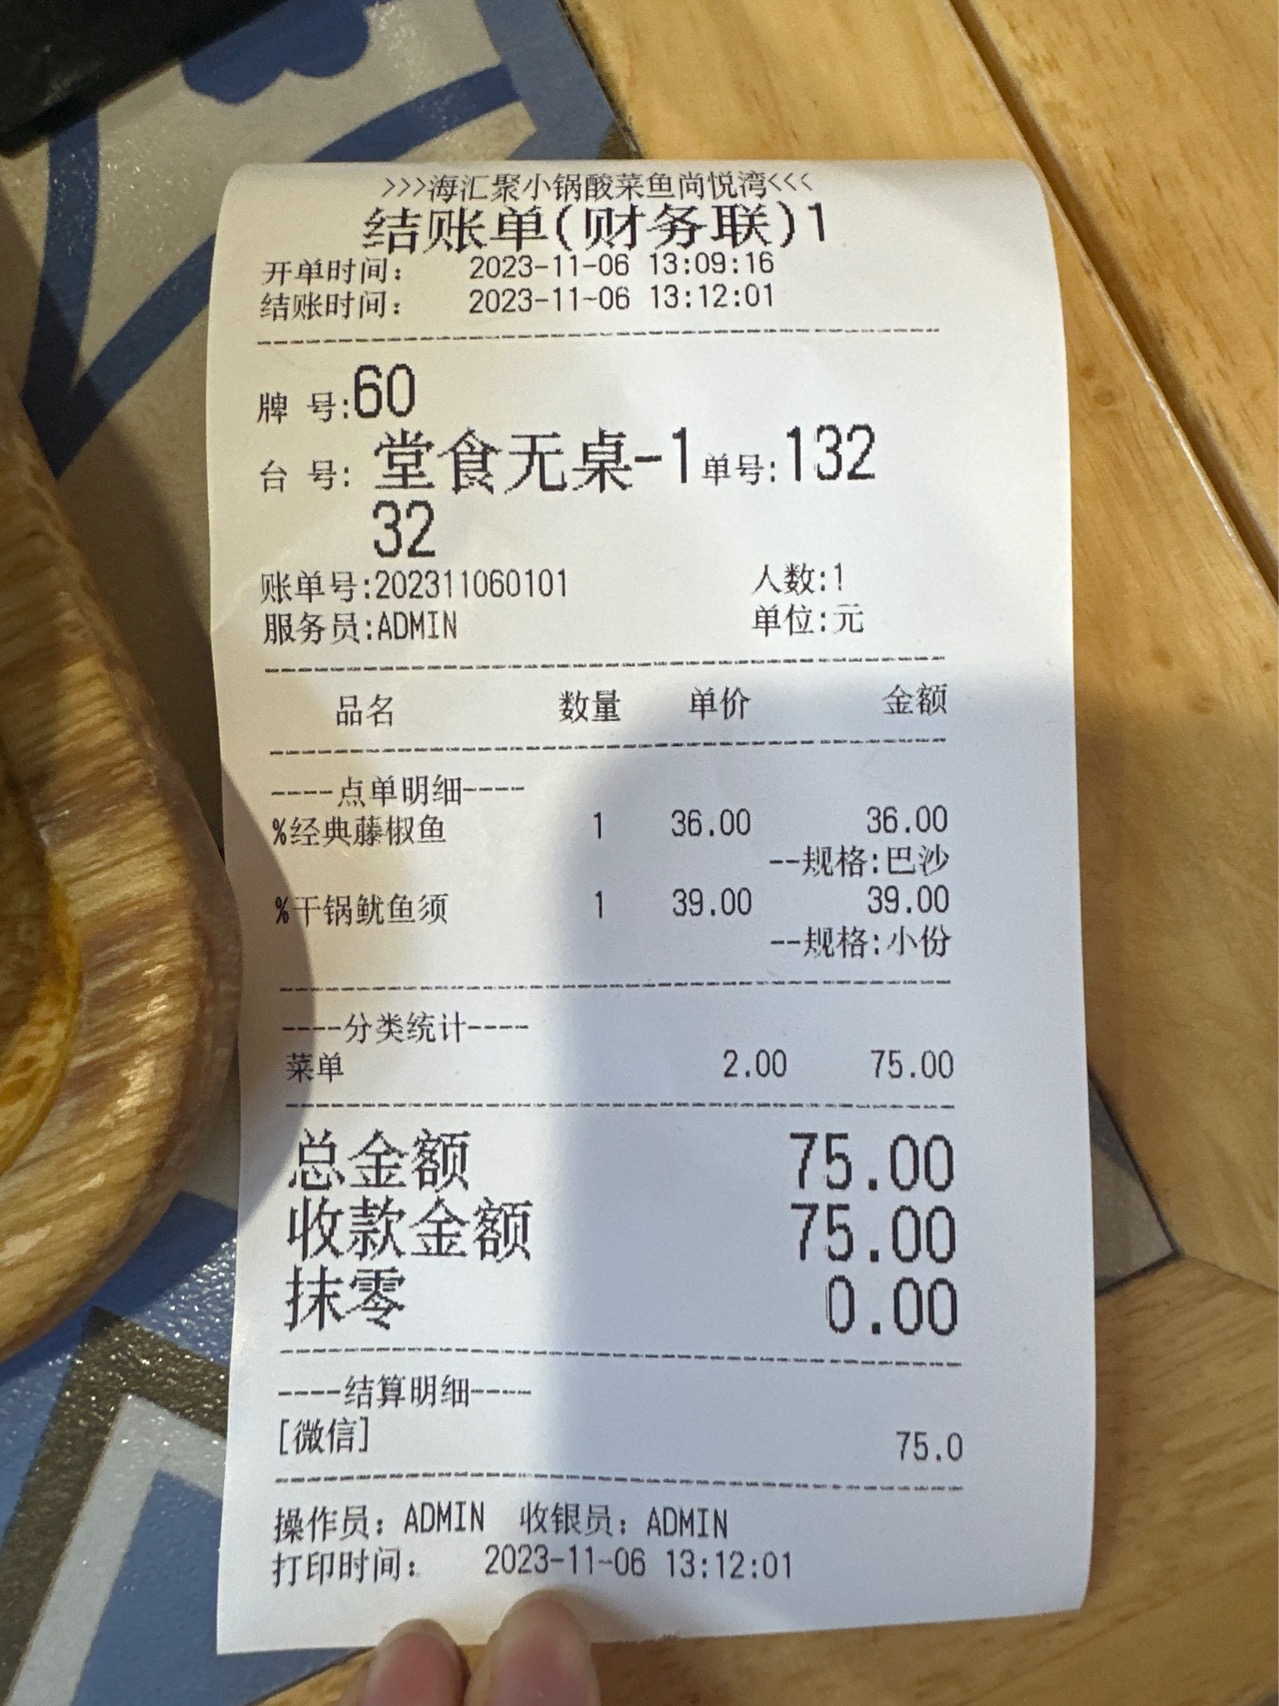 >>>海汇聚小锅酸菜鱼尚悦湾<<<
结账单(财务联)1
开单时间： 2023-11-06 13:09:16
结账时间： 2023-11-06 13:12:01
牌 号:60
台 号: 堂食无桌-1 单号:132
32
账单号:202311060101 人数:1
服务员:ADMIN 单位:元
品名 数量 单价 金额
----点单明细----
%经典藤椒鱼 1 36.00 36.00
--规格:巴沙
%干锅鱿鱼须 1 39.00 39.00
--规格:小份
----分类统计----
菜单 2.00 75.00
总金额 75.00
收款金额 75.00
抹零 0.00
----结算明细----
[微信] 75.0
操作员：ADMIN 收银员：ADMIN
打印时间： 2023-11-06 13:12:01